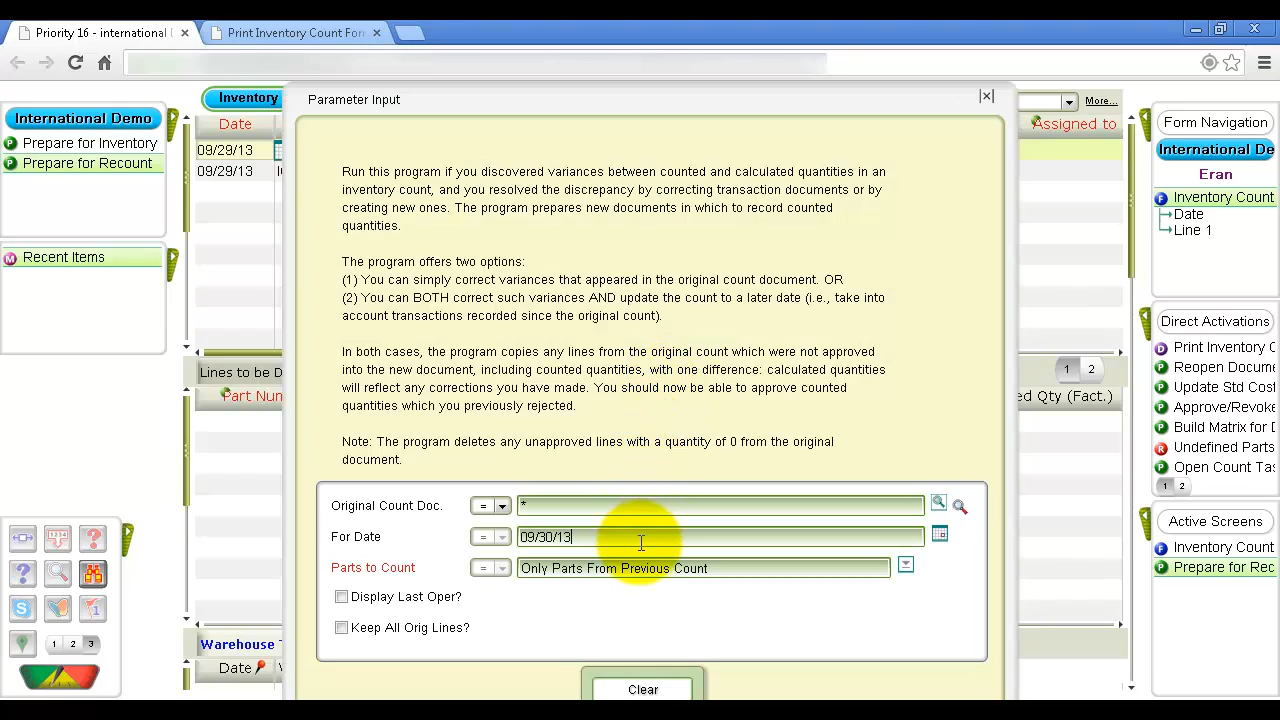 Priority 16 - international
Print Inventory Count For
International Demo
Prepare for Inventory
Prepare for Recount
Recent Items
1 2 3
Inventory
Date
09/29/13
09/29/13
More...
Assigned to
Lines to be D
1 2
Part Num
ed Qty (Fact.)
Warehouse T
Date
Parameter Input
Run this program if you discovered variances between counted and calculated quantities in an
inventory count, and you resolved the discrepancy by correcting transaction documents or by
creating new ones. The program prepares new documents in which to record counted
quantities.
The program offers two options:
(1) You can simply correct variances that appeared in the original count document. OR
(2) You can BOTH correct such variances AND update the count to a later date (i.e., take into
account transactions recorded since the original count).
In both cases, the program copies any lines from the original count which were not approved
into the new document, including counted quantities, with one difference: calculated quantities
will reflect any corrections you have made. You should now be able to approve counted
quantities which you previously rejected.
Note: The program deletes any unapproved lines with a quantity of 0 from the original
document.
Original Count Doc. = *
For Date = 09/30/13
Parts to Count = Only Parts From Previous Count
Display Last Oper?
Keep All Orig Lines?
Clear
Form Navigation
International De
Eran
Inventory Count
Date
Line 1
Direct Activations
Print Inventory C
Reopen Docume
Update Std Cost
Approve/Revoke
Build Matrix for D
Undefined Parts
Open Count Tas
1 2
Active Screens
Inventory Count
Prepare for Rec